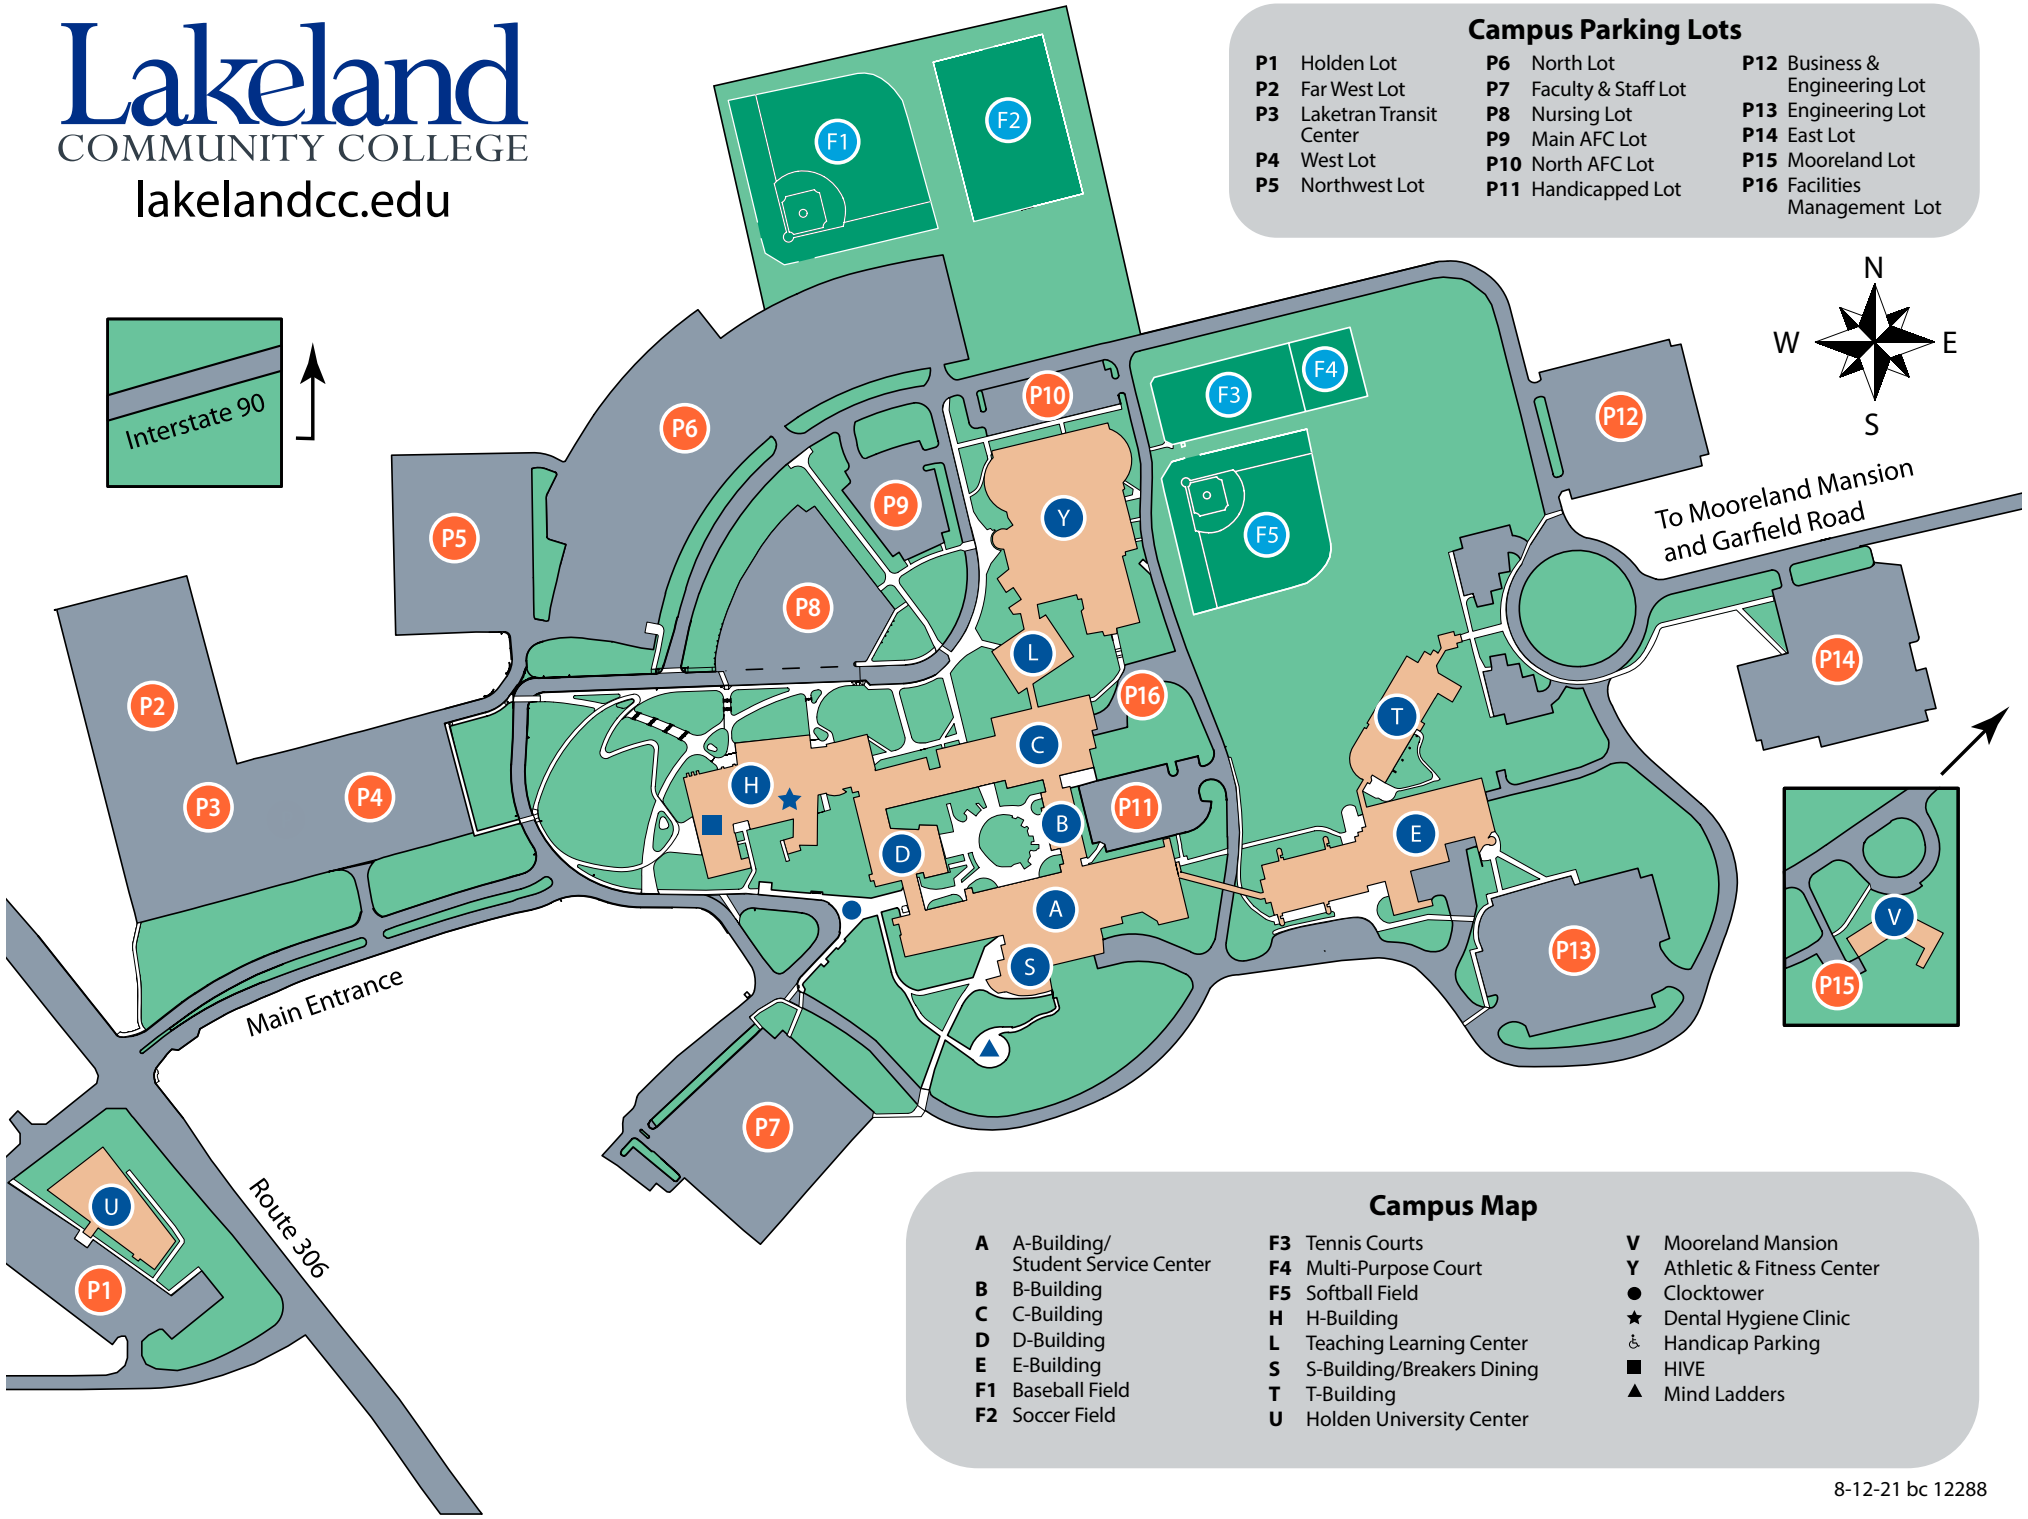 Lakeland
COMMUNITY COLLEGE
lakelandcc.edu
Campus Parking Lots
P1 Holden Lot
P2 Far West Lot
P3 Laketran Transit
Center
P4 West Lot
P5 Northwest Lot
P6 North Lot
P7 Faculty & Staff Lot
P8 Nursing Lot
P9 Main AFC Lot
P10 North AFC Lot
P11 Handicapped Lot
P12 Business &
Engineering Lot
P13 Engineering Lot
P14 East Lot
P15 Mooreland Lot
P16 Facilities
Management Lot
N
W
E
S
Interstate 90
F1
F2
F3
F4
F5
P10
P6
P9
P5
P8
P12
Y
L
P16
P2
P3
P4
C
H
B
P11
D
A
S
T
E
P13
P14
To Mooreland Mansion
and Garfield Road
V
P15
Main Entrance
P7
U
P1
Route 306
Campus Map
A A-Building/
Student Service Center
B B-Building
C C-Building
D D-Building
E E-Building
F1 Baseball Field
F2 Soccer Field
F3 Tennis Courts
F4 Multi-Purpose Court
F5 Softball Field
H H-Building
L Teaching Learning Center
S S-Building/Breakers Dining
T T-Building
U Holden University Center
V Mooreland Mansion
Y Athletic & Fitness Center
Clocktower
Dental Hygiene Clinic
Handicap Parking
HIVE
Mind Ladders
8-12-21 bc 12288